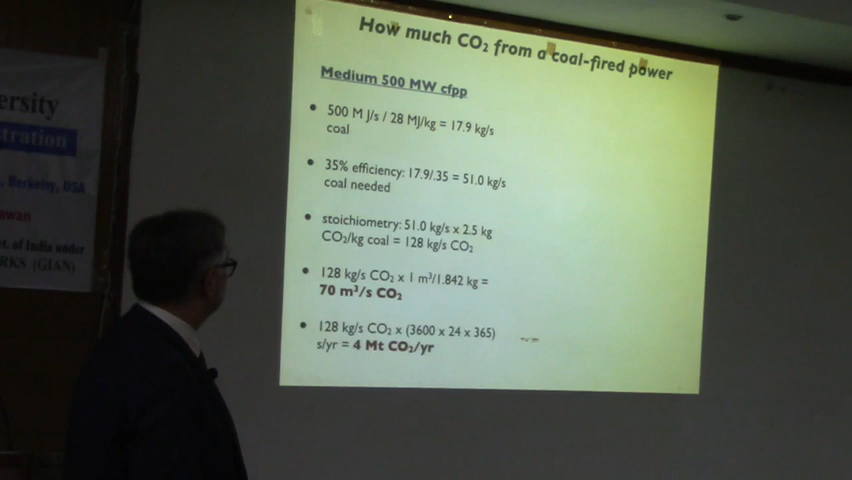 ersity
tration
, Berkeley, USA
awan
t. of India under
RKS (GIAN)
How much CO₂ from a coal-fired power
Medium 500 MW cfpp
• 500 M J/s / 28 MJ/kg = 17.9 kg/s
coal
• 35% efficiency: 17.9/.35 = 51.0 kg/s
coal needed
• stoichiometry: 51.0 kg/s x 2.5 kg
CO₂/kg coal = 128 kg/s CO₂
• 128 kg/s CO₂ x 1 m³/1.842 kg =
70 m³/s CO₂
• 128 kg/s CO₂ x (3600 x 24 x 365)
s/yr = 4 Mt CO₂/yr